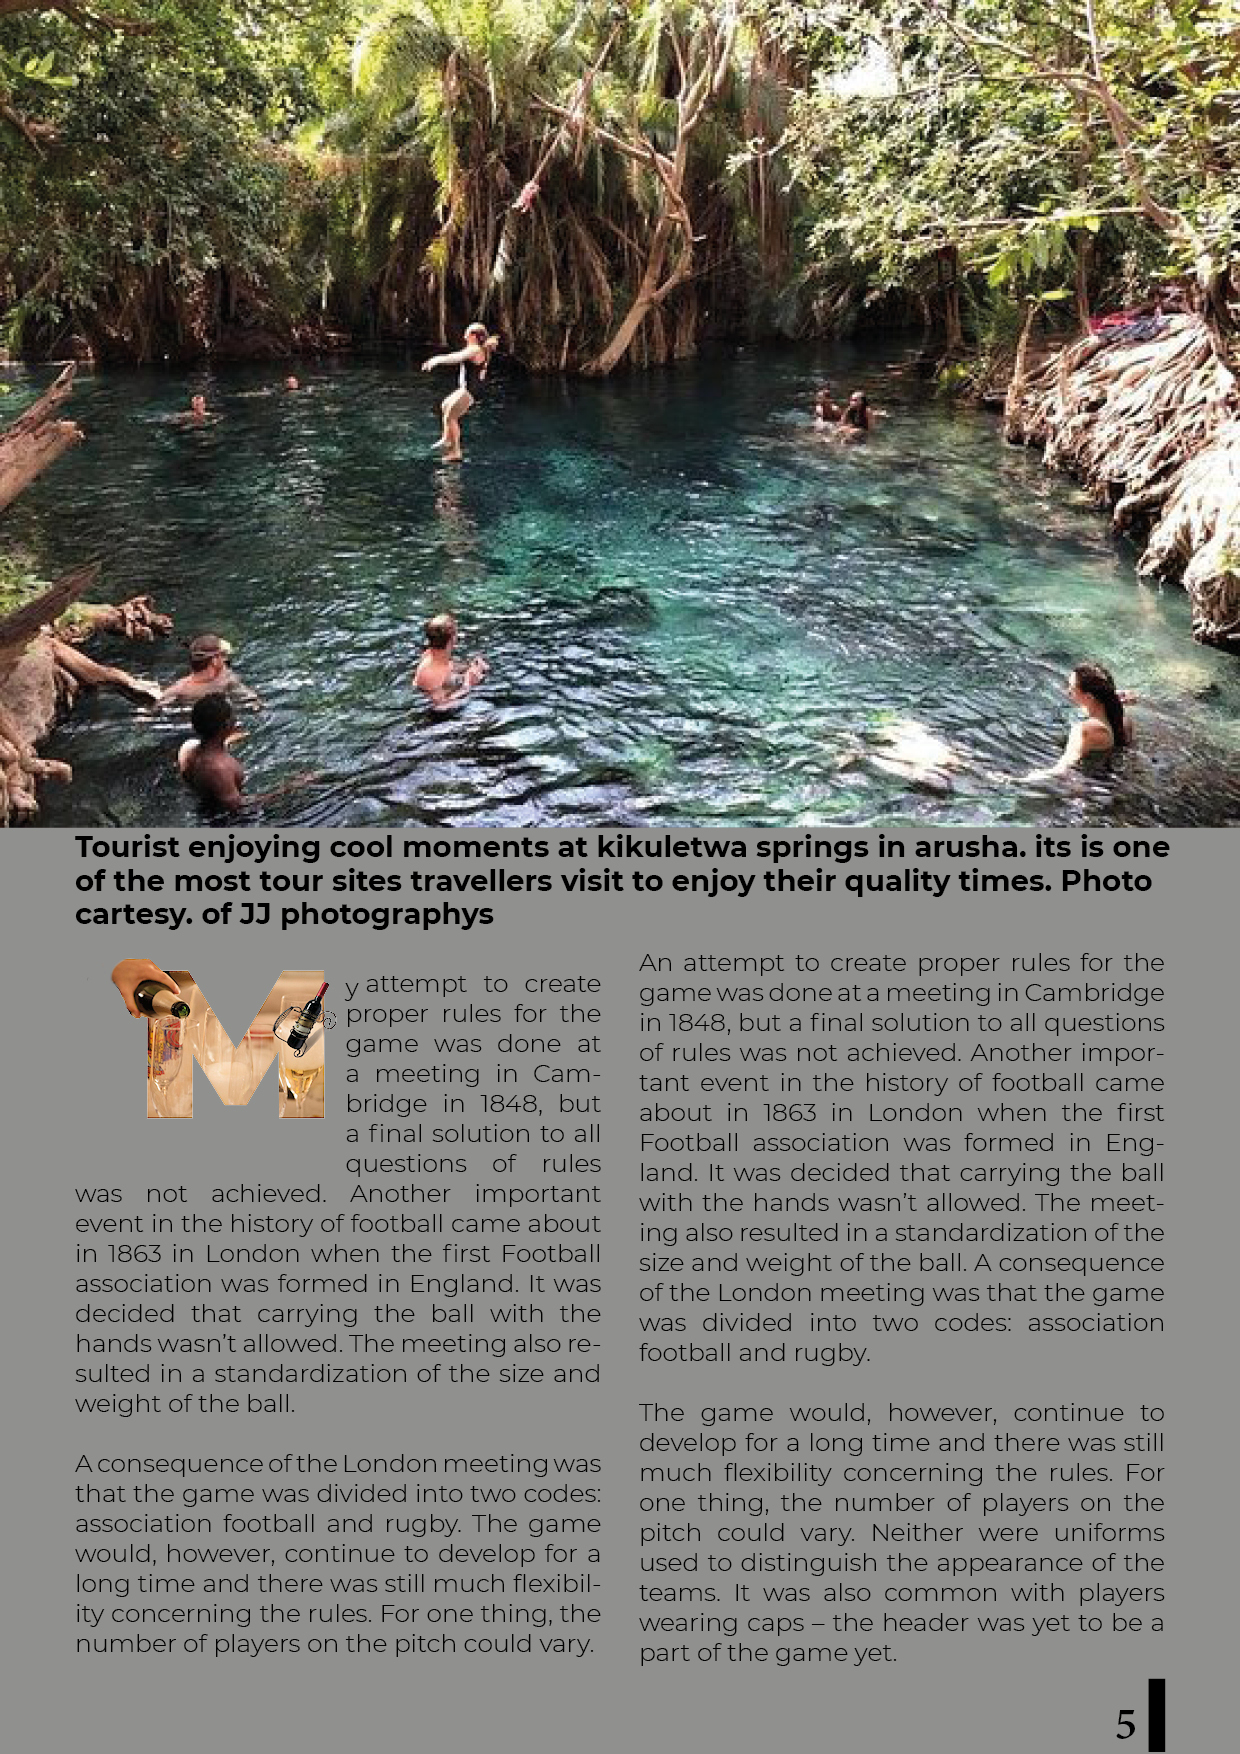 Tourist enjoying cool moments at kikuletwa springs in arusha. its is one
of the most tour sites travellers visit to enjoy their quality times. Photo
cartesy. of JJ photographys
My attempt to create
proper rules for the
game was done at
a meeting in Cam-
bridge in 1848, but
a final solution to all
questions of rules
was not achieved. Another important
event in the history of football came about
in 1863 in London when the first Football
association was formed in England. It was
decided that carrying the ball with the
hands wasn't allowed. The meeting also re-
sulted in a standardization of the size and
weight of the ball.
A consequence of the London meeting was
that the game was divided into two codes:
association football and rugby. The game
would, however, continue to develop for a
long time and there was still much flexibil-
ity concerning the rules. For one thing, the
number of players on the pitch could vary.
An attempt to create proper rules for the
game was done at a meeting in Cambridge
in 1848, but a final solution to all questions
of rules was not achieved. Another impor-
tant event in the history of football came
about in 1863 in London when the first
Football association was formed in Eng-
land. It was decided that carrying the ball
with the hands wasn't allowed. The meet-
ing also resulted in a standardization of the
size and weight of the ball. A consequence
of the London meeting was that the game
was divided into two codes: association
football and rugby.
The game would, however, continue to
develop for a long time and there was still
much flexibility concerning the rules. For
one thing, the number of players on the
pitch could vary. Neither were uniforms
used to distinguish the appearance of the
teams. It was also common with players
wearing caps – the header was yet to be a
part of the game yet.
5